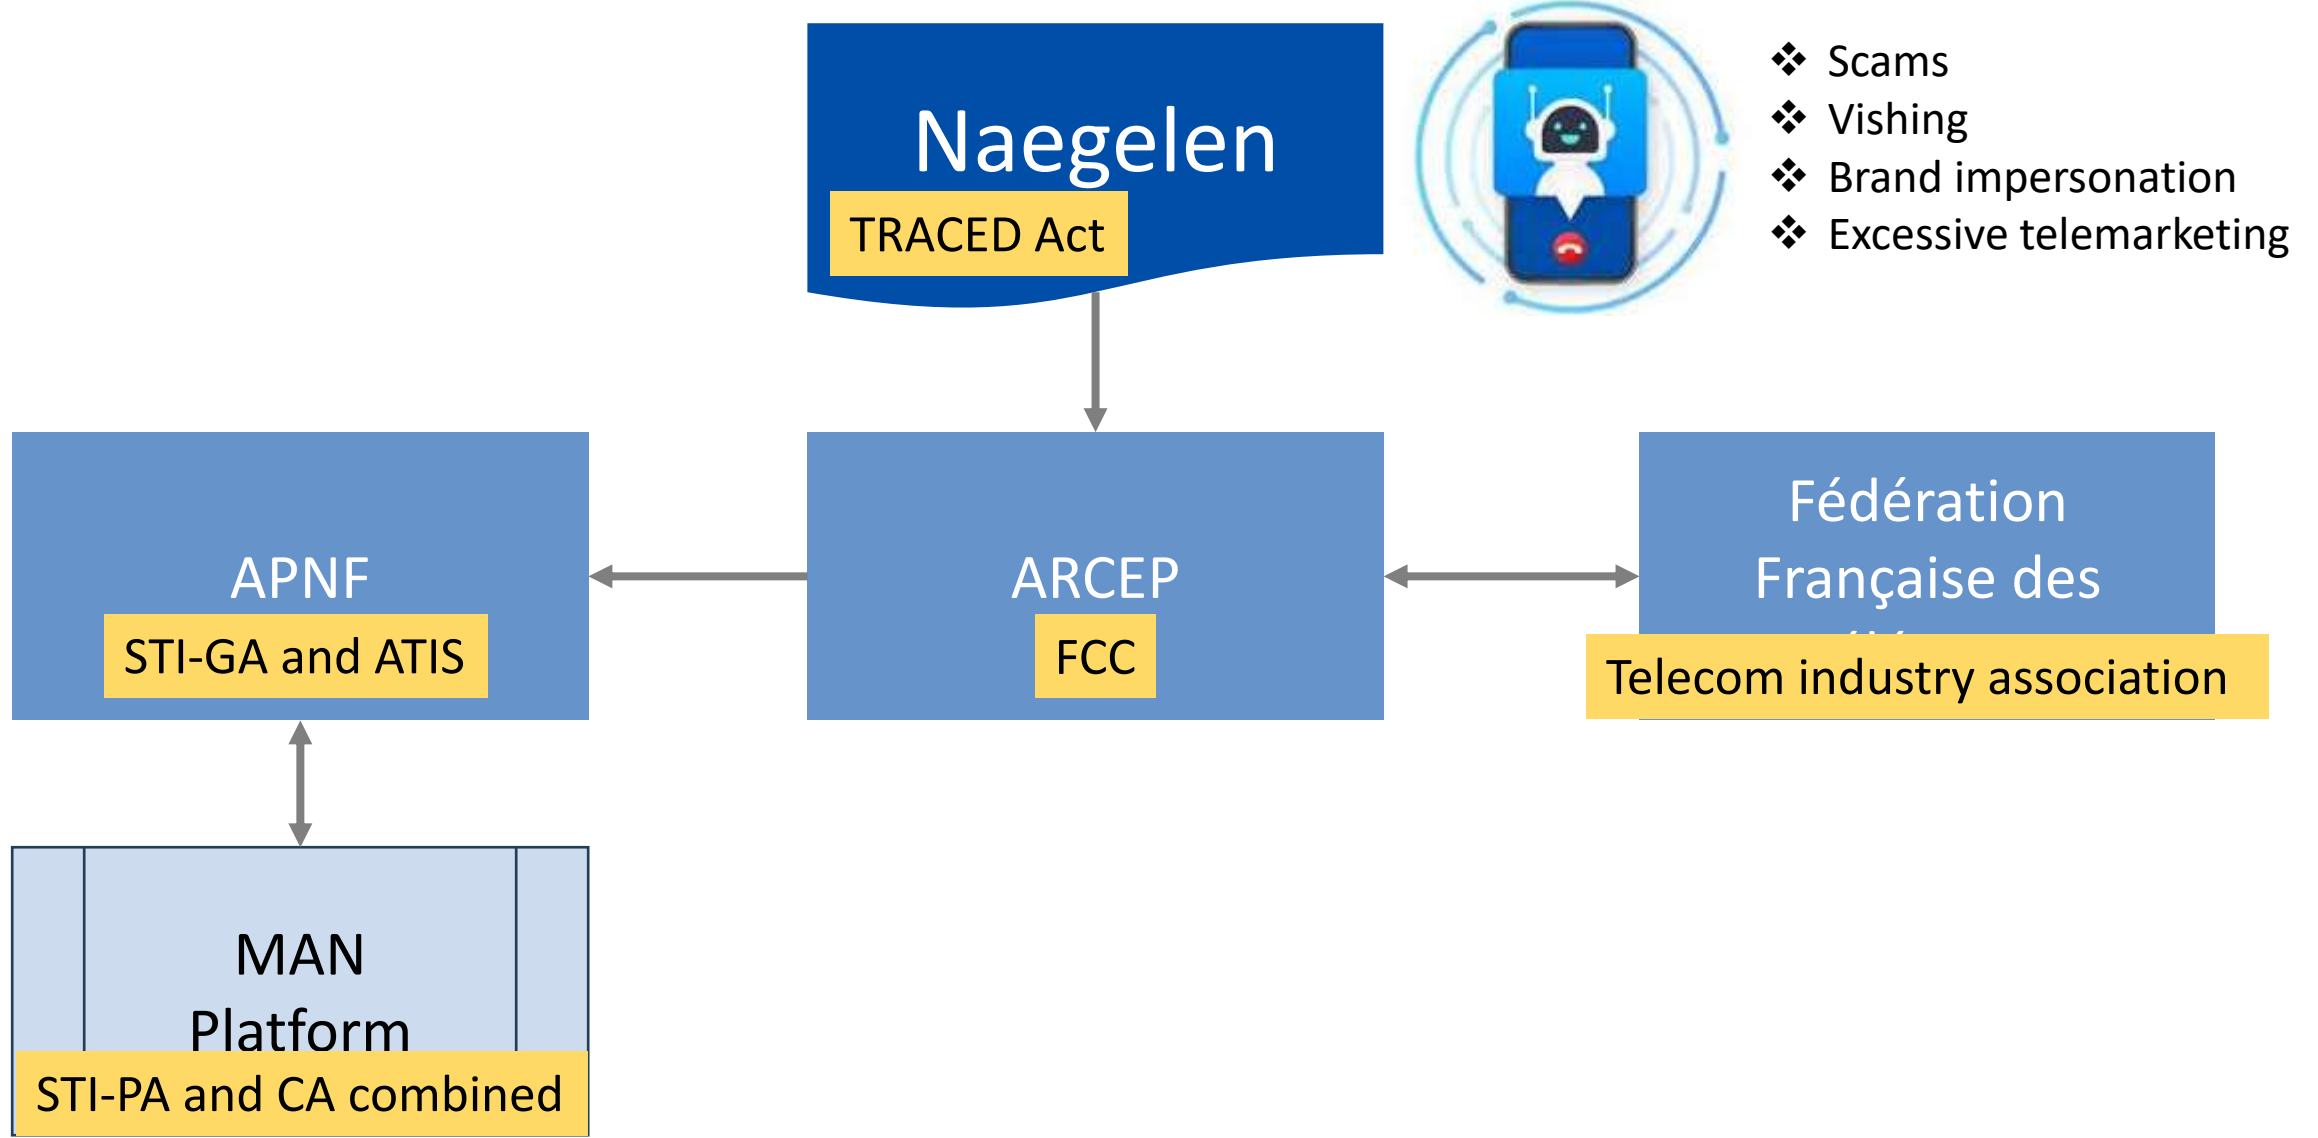 Naegelen
TRACED Act
Scams
Vishing
Brand impersonation
Excessive telemarketing
APNF
STI-GA and ATIS
ARCEP
FCC
Fédération
Française des
Telecom industry association
MAN
Platform
STI-PA and CA combined